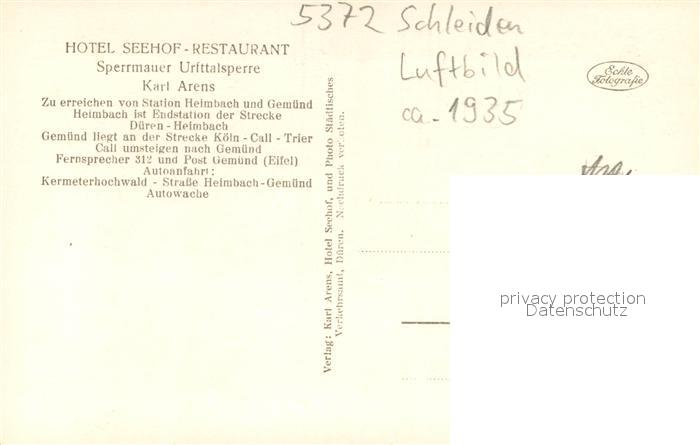 5372 Schleiden
Luftbild
ca. 1935
HOTEL SEEHOF-RESTAURANT
Sperrmauer Urfttalsperre
Karl Arens
Zu erreichen von Station Heimbach und Gemünd
Heimbach ist Endstation der Strecke
Düren-Heimbach
Gemünd liegt an der Strecke Köln - Call - Trier
Call umsteigen nach Gemünd
Fernsprecher 312 und Post Gemünd (Eifel)
Autoanfahrt:
Kermeterhochwald - Straße Heimbach-Gemünd
Autowache
Verlag: Karl Arens, Hotel Seehof, und Photo Städtisches
Verkehrsamt, Düren. Nachdruck verboten.
Echte
Fotografie
privacy protection
Datenschutz